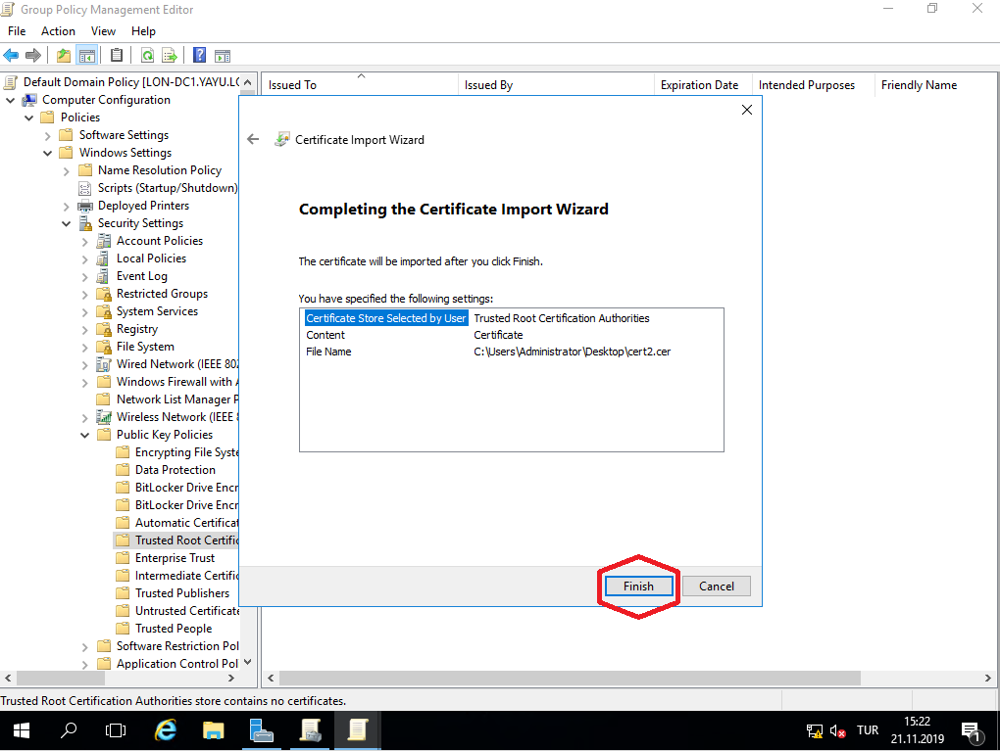 Group Policy Management Editor
File Action View Help
Default Domain Policy [LON-DC1.YAYU.LO
Computer Configuration
Policies
Software Settings
Windows Settings
Name Resolution Policy
Scripts (Startup/Shutdown)
Deployed Printers
Security Settings
Account Policies
Local Policies
Event Log
Restricted Groups
System Services
Registry
File System
Wired Network (IEEE 802
Windows Firewall with A
Network List Manager P
Wireless Network (IEEE 8
Public Key Policies
Encrypting File Syste
Data Protection
BitLocker Drive Encr
BitLocker Drive Encr
Automatic Certificat
Trusted Root Certific
Enterprise Trust
Intermediate Certific
Trusted Publishers
Untrusted Certificate
Trusted People
Software Restriction Pol
Application Control Pol
Issued To Issued By Expiration Date Intended Purposes Friendly Name
Certificate Import Wizard
Completing the Certificate Import Wizard
The certificate will be imported after you click Finish.
You have specified the following settings:
Certificate Store Selected by User Trusted Root Certification Authorities
Content Certificate
File Name C:\Users\Administrator\Desktop\cert2.cer
Finish Cancel
Trusted Root Certification Authorities store contains no certificates.
TUR
15:22
21.11.2019
1